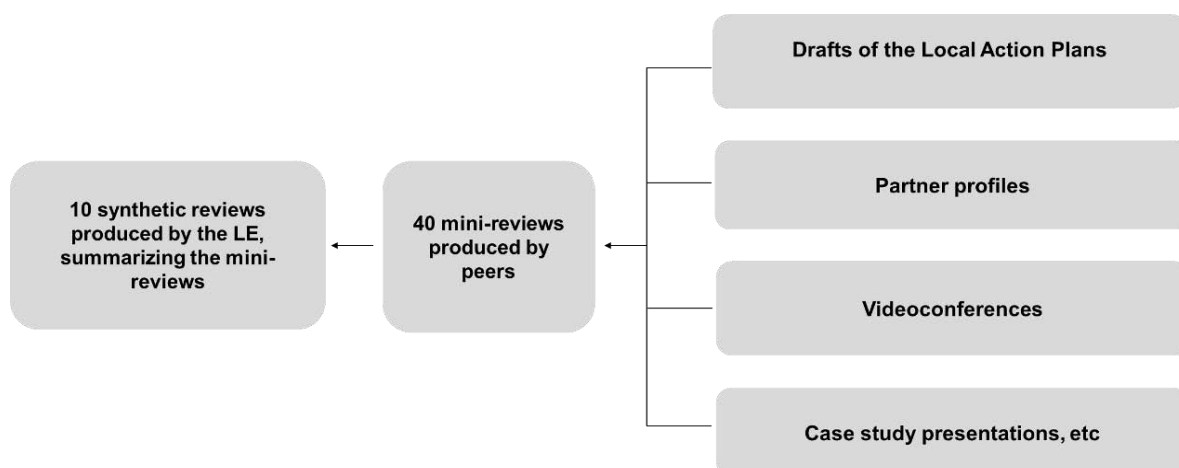 10 synthetic reviews
produced by the LE,
summarizing the mini-
reviews
40 mini-reviews
produced by
peers
Drafts of the Local Action Plans
Partner profiles
Videoconferences
Case study presentations, etc